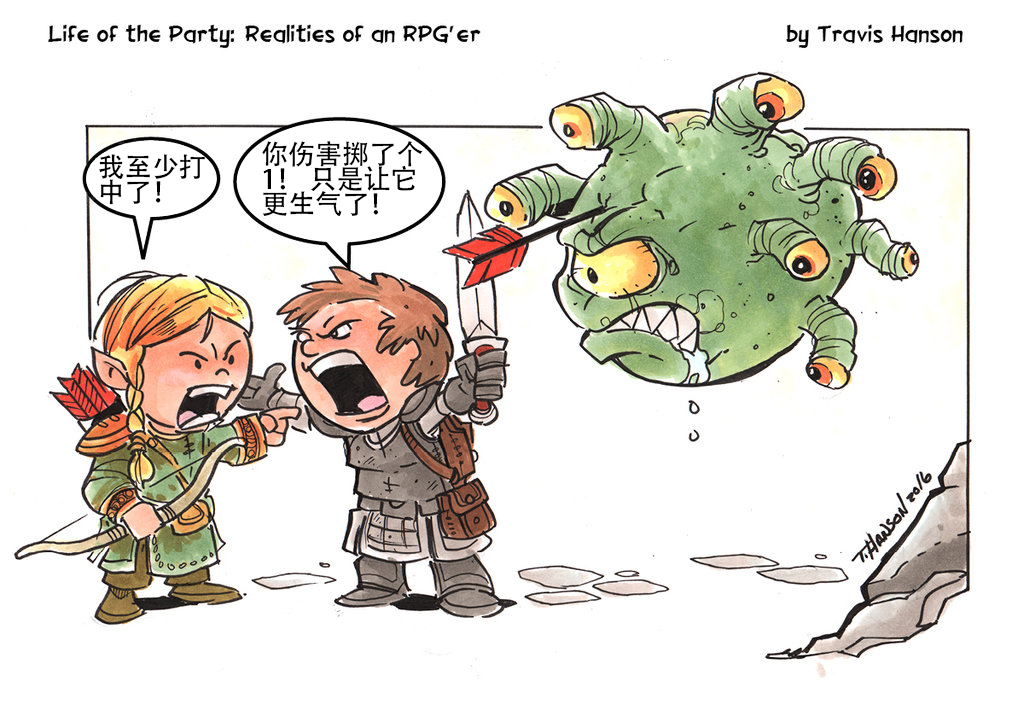 Life of the Party: Realities of an RPG'er
by Travis Hanson
我至少打
中了！
你伤害掷了个
1！ 只是让它
更生气了！
T.HANSON 2016